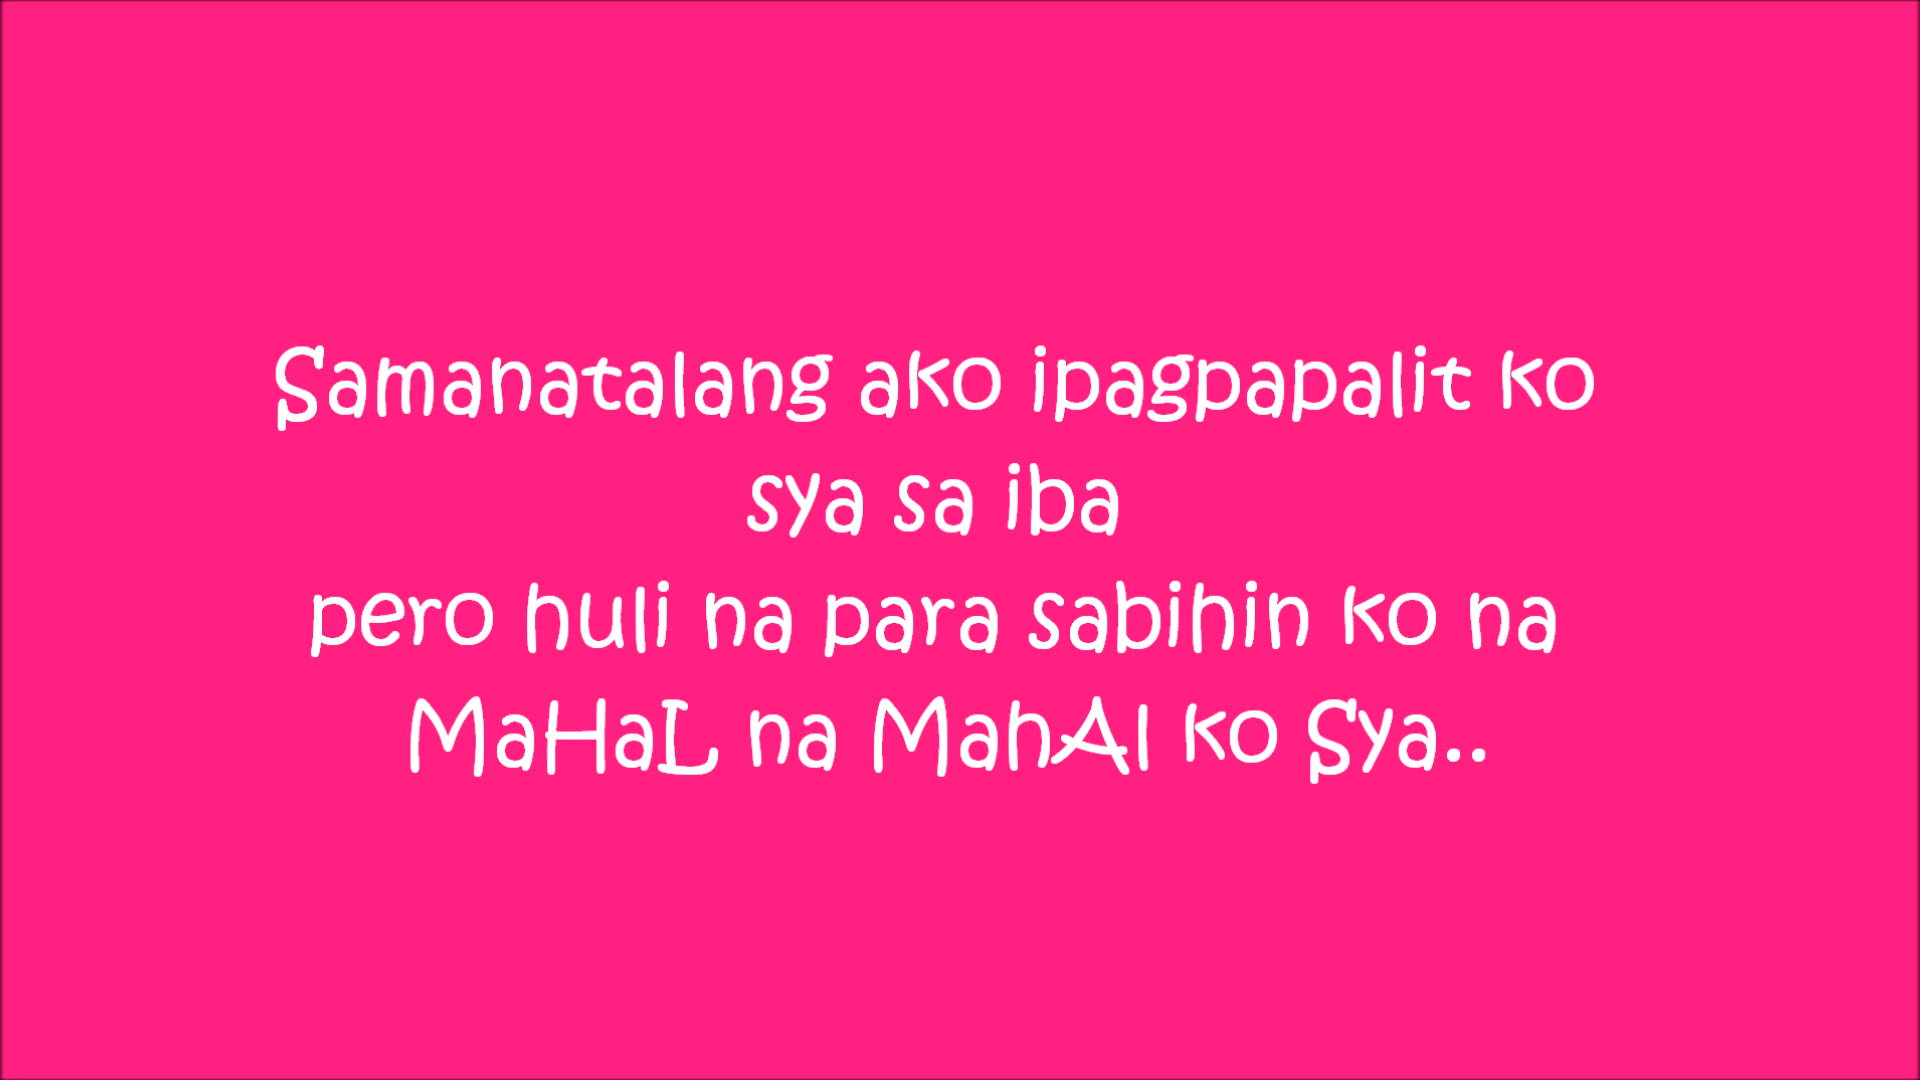 Samanatalang ako ipagpapalit ko
sya sa iba
pero huli na para sabihin ko na
MaHaL na MahAl ko Sya..